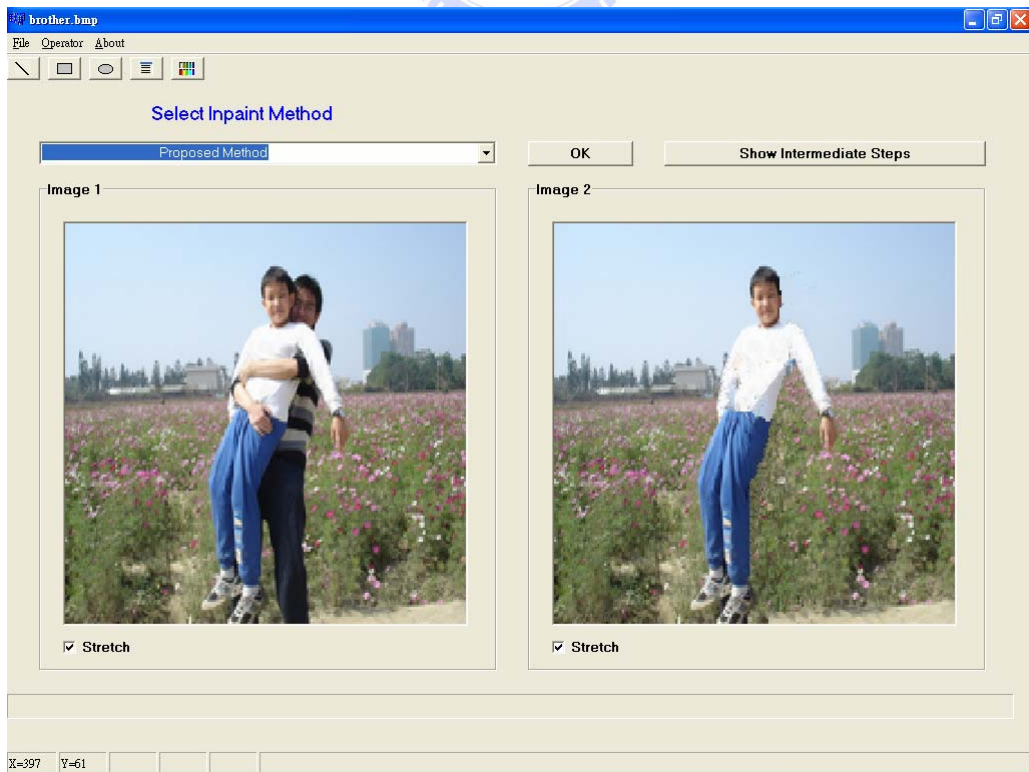 brother.bmp
File Operator About
Select Inpaint Method
Proposed Method
OK
Show Intermediate Steps
Image 1
Image 2
Stretch
Stretch
X=397 Y=61